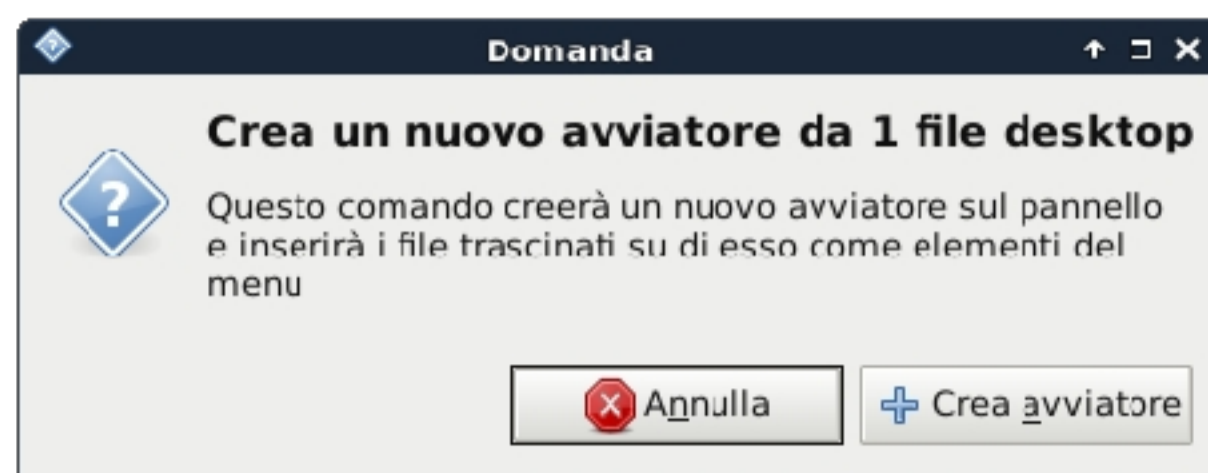 Domanda
Crea un nuovo avviatore da 1 file desktop
Questo comando creerà un nuovo avviatore sul pannello
e inserirà i file trascinati su di esso come elementi del
menu
Annulla
Crea avviatore